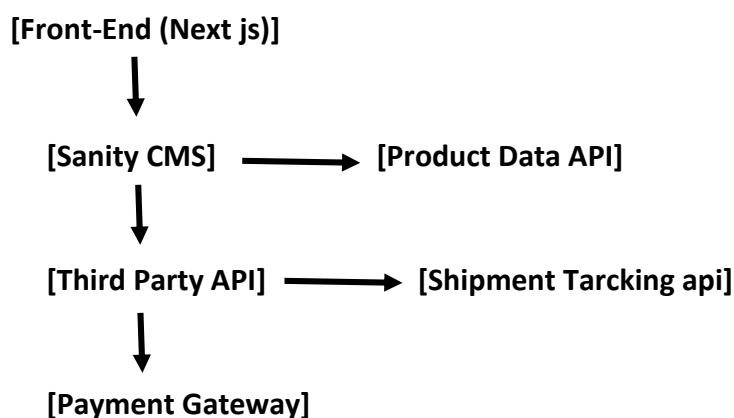 [Front-End (Next js)]
[Sanity CMS] [Product Data API]
[Third Party API] [Shipment Tarcking api]
[Payment Gateway]